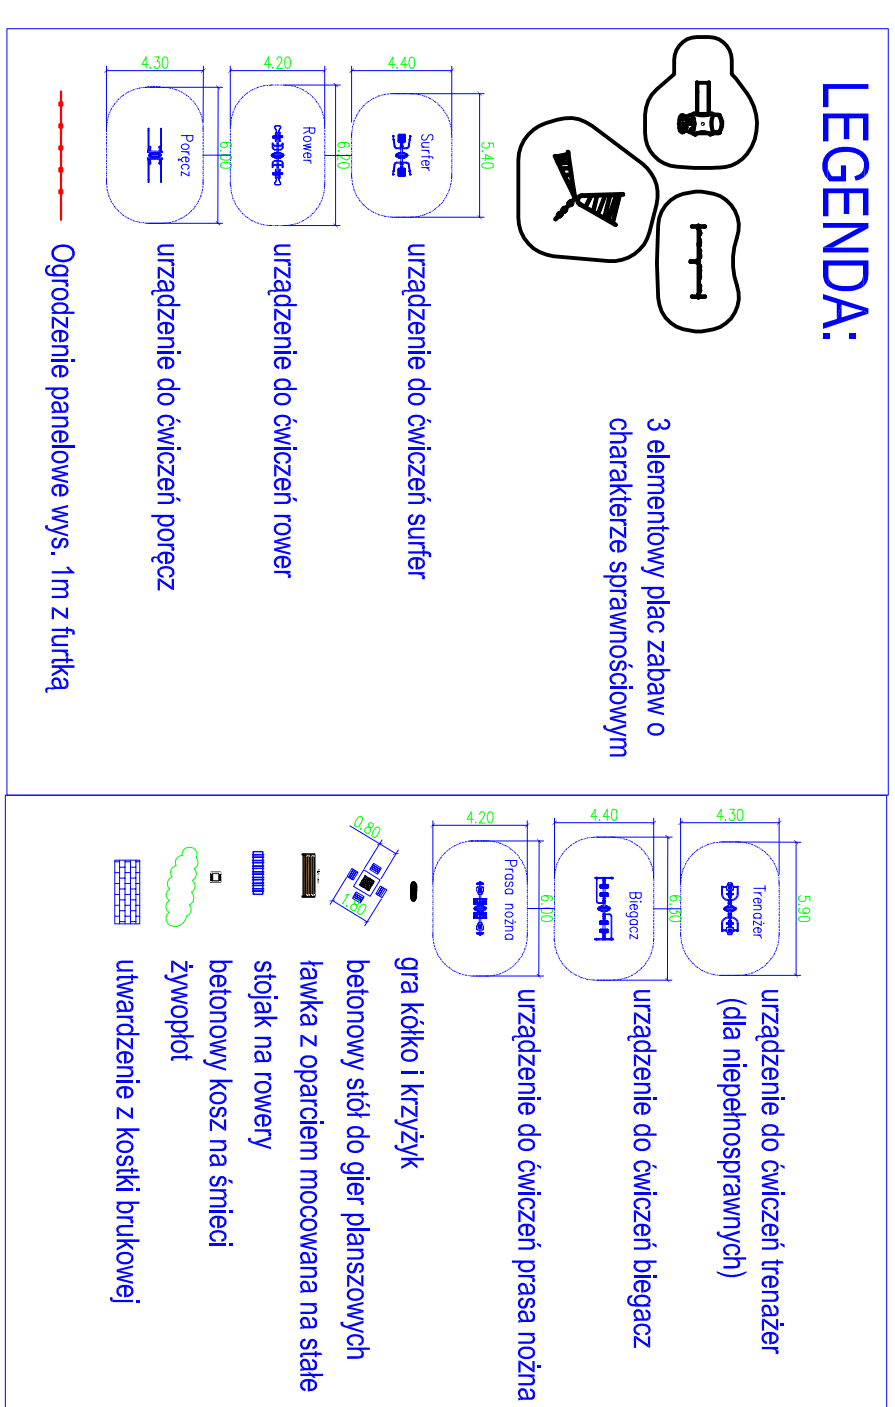 LEGENDA:
3 elementowy plac zabaw o
charakterze sprawnościowym
5.40
4.40
Surfer
urządzenie do ćwiczeń surfer
6.20
4.20
Rower
urządzenie do ćwiczeń rower
6.00
4.30
Poręcz
urządzenie do ćwiczeń poręcz
Ogrodzenie panelowe wys. 1m z furtką
5.90
4.30
Trenażer
urządzenie do ćwiczeń trenażer
(dla niepełnosprawnych)
4.40
Biegacz
urządzenie do ćwiczeń biegacz
6.00
4.20
Prasa nożna
urządzenie do ćwiczeń prasa nożna
gra kółko i krzyżyk
0.80
1.80
betonowy stół do gier planszowych
ławka z oparciem mocowana na stałe
stojak na rowery
betonowy kosz na śmieci
żywopłot
utwardzenie z kostki brukowej